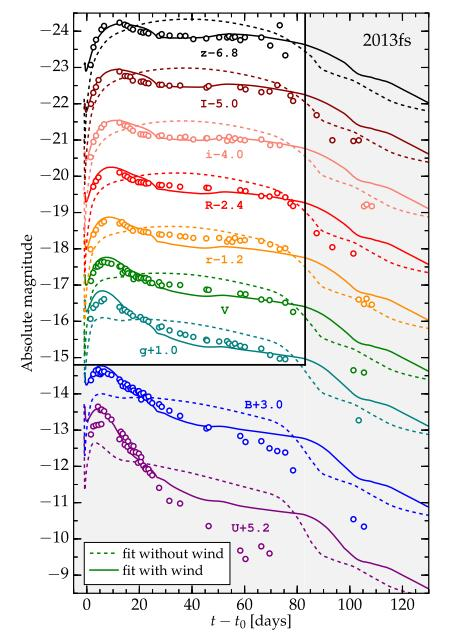 2013fs
z-6.8
I-5.0
i-4.0
R-2.4
r-1.2
V
g+1.0
B+3.0
U+5.2
fit without wind
fit with wind
Absolute magnitude
−24
−23
−22
−21
−20
−19
−18
−17
−16
−15
−14
−13
−12
−11
−10
−9
0 20 40 60 80 100 120
t − t0 [days]